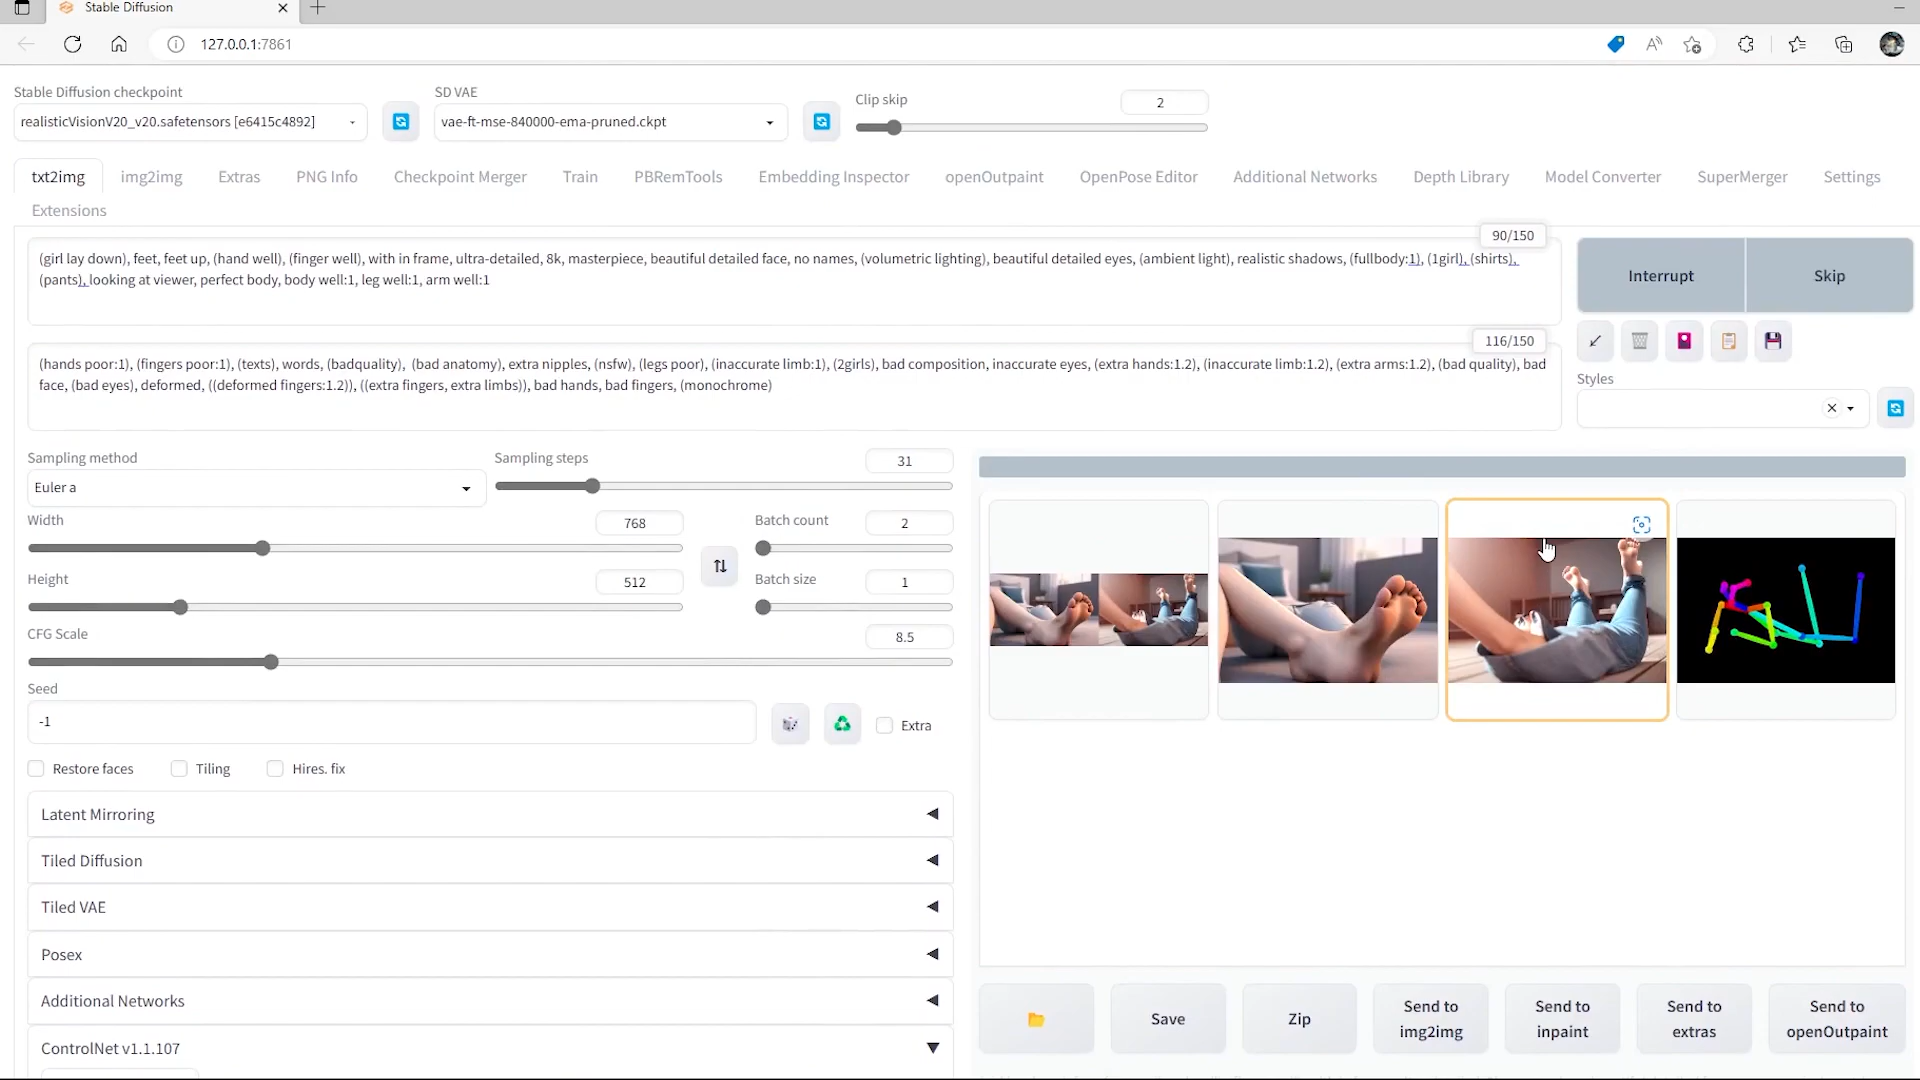 Stable Diffusion
127.0.0.1:7861
Stable Diffusion checkpoint
SD VAE
Clip skip
2
realisticVisionV20_v20.safetensors [e6415c4892]
vae-ft-mse-840000-ema-pruned.ckpt
txt2img
img2img
Extras
PNG Info
Checkpoint Merger
Train
PBRemTools
Embedding Inspector
openOutpaint
OpenPose Editor
Additional Networks
Depth Library
Model Converter
SuperMerger
Settings
Extensions
90/150
(girl lay down), feet, feet up, (hand well), (finger well), with in frame, ultra-detailed, 8k, masterpiece, beautiful detailed face, no names, (volumetric lighting), beautiful detailed eyes, (ambient light), realistic shadows, (fullbody:1), (1girl), (shirts),
(pants), looking at viewer, perfect body, body well:1, leg well:1, arm well:1
Interrupt
Skip
116/150
(hands poor:1), (fingers poor:1), (texts), words, (badquality), (bad anatomy), extra nipples, (nsfw), (legs poor), (inaccurate limb:1), (2girls), bad composition, inaccurate eyes, (extra hands:1.2), (inaccurate limb:1.2), (extra arms:1.2), (bad quality), bad
face, (bad eyes), deformed, ((deformed fingers:1.2)), ((extra fingers, extra limbs)), bad hands, bad fingers, (monochrome)
Styles
Sampling method
Euler a
Sampling steps
31
Width
768
Batch count
2
Height
512
Batch size
1
CFG Scale
8.5
Seed
-1
Extra
Restore faces
Tiling
Hires. fix
Latent Mirroring
Tiled Diffusion
Tiled VAE
Posex
Additional Networks
ControlNet v1.1.107
Save
Zip
Send to
img2img
Send to
inpaint
Send to
extras
Send to
openOutpaint